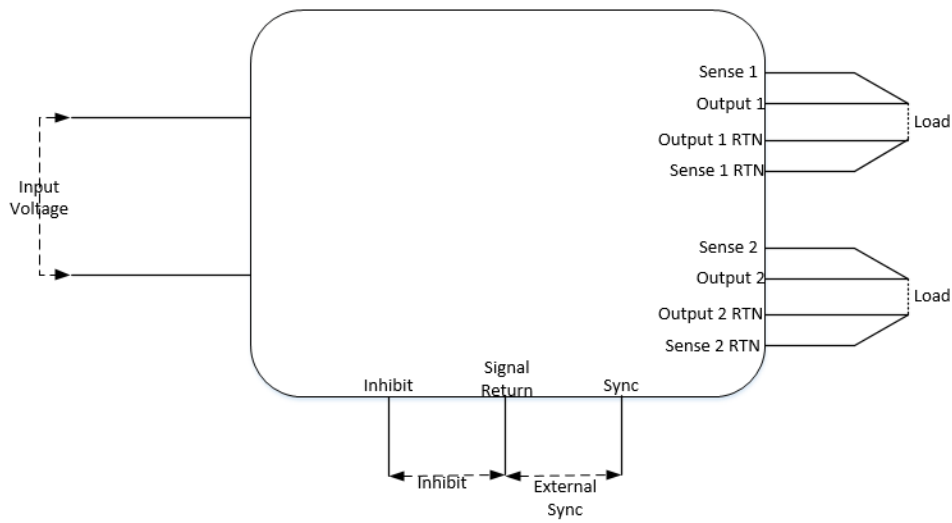 Sense 1
Output 1
Output 1 RTN
Sense 1 RTN
Load
Input
Voltage
Sense 2
Output 2
Output 2 RTN
Sense 2 RTN
Load
Inhibit
Signal
Return
Sync
Inhibit
External
Sync